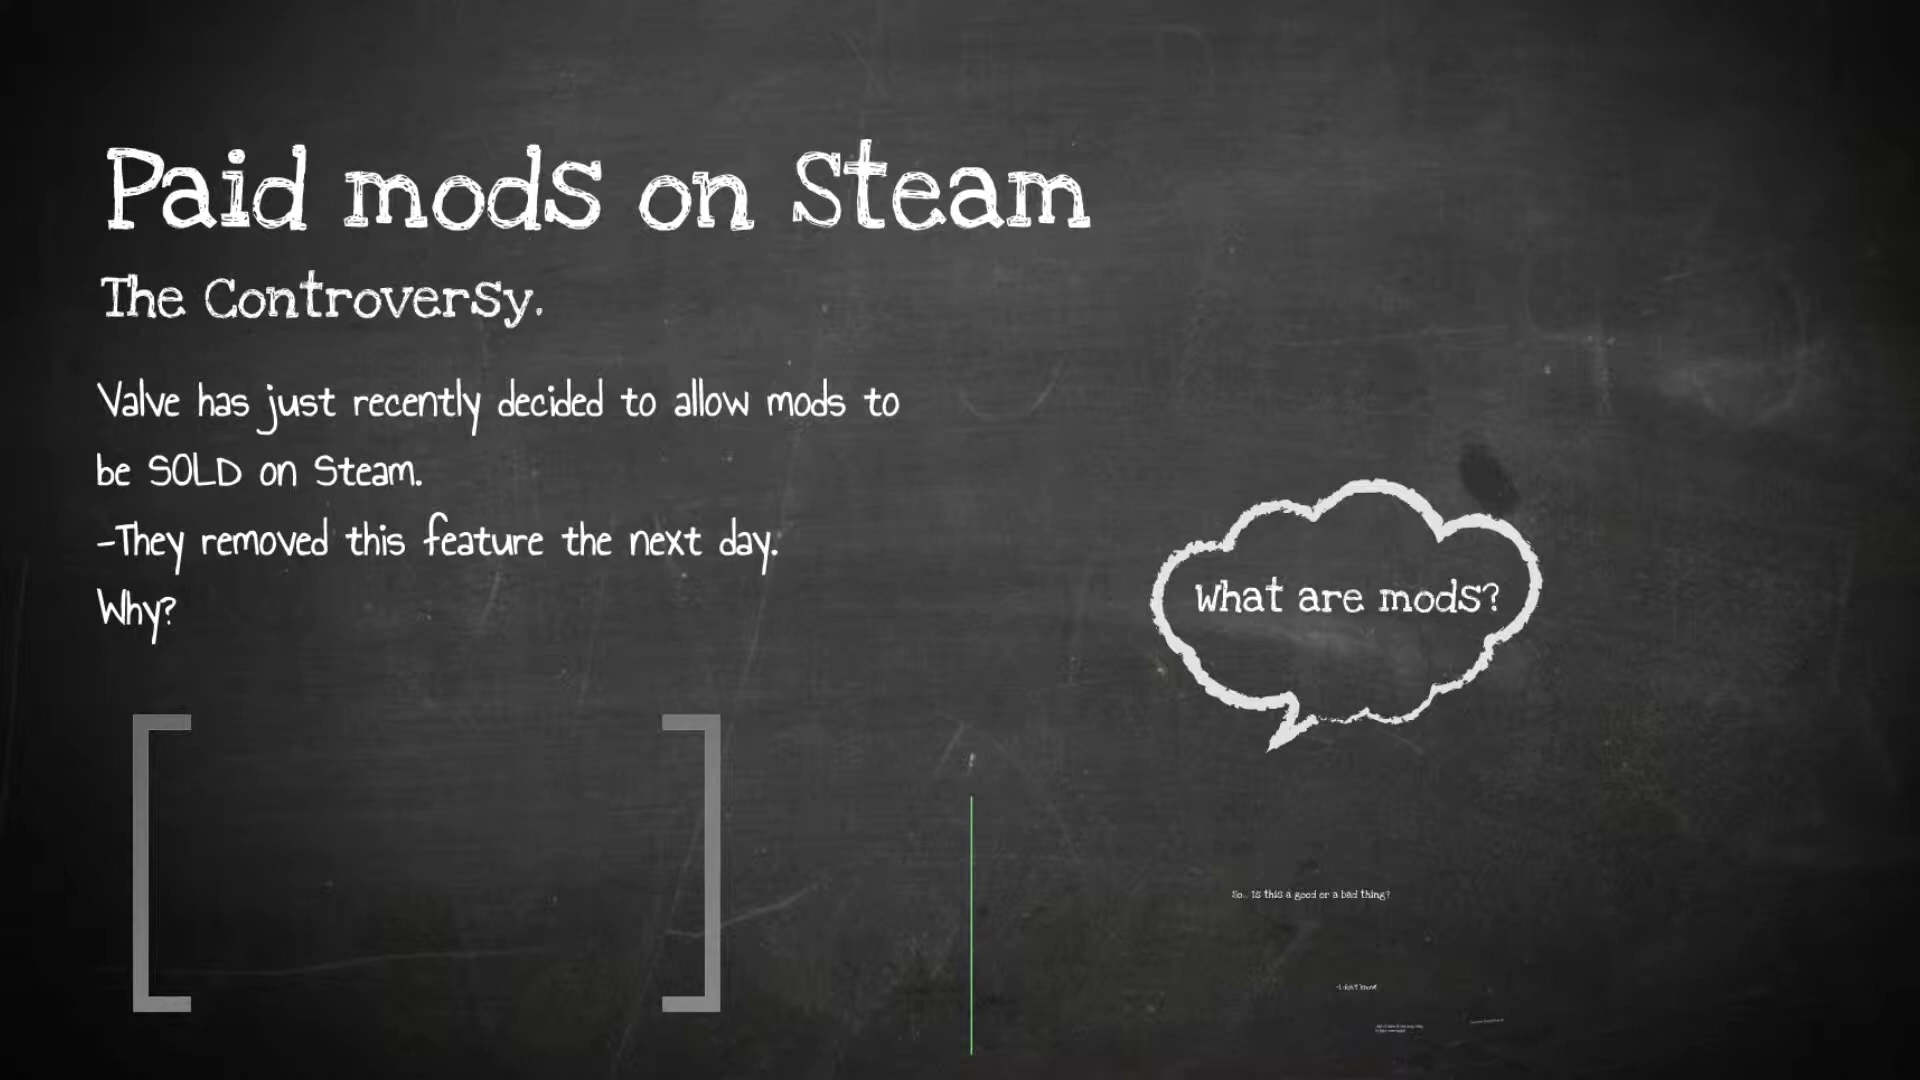 Paid mods on Steam
The Controversy.
Valve has just recently decided to allow mods to
be SOLD on Steam.
-They removed this feature the next day.
Why?
What are mods?
So... is this a good or a bad thing?